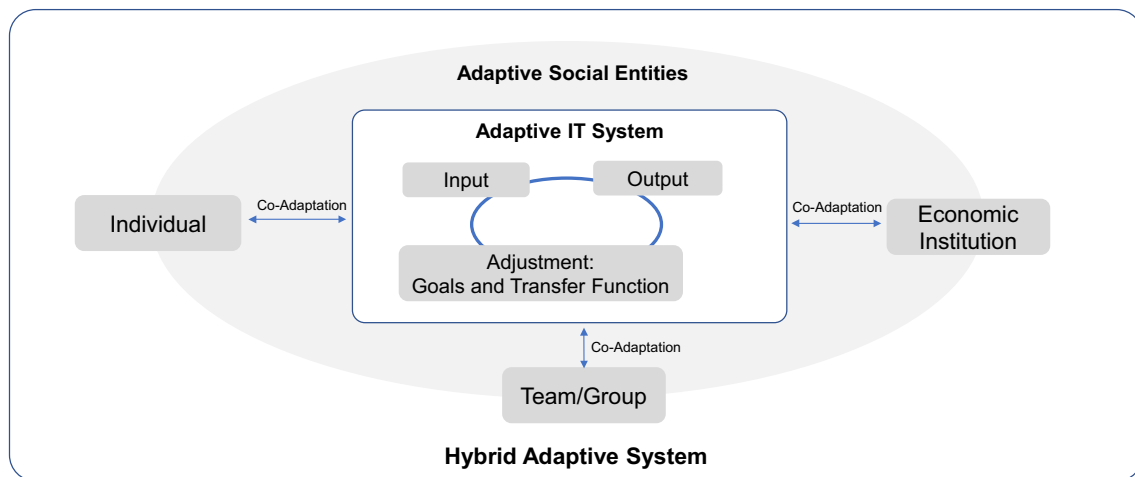 Adaptive Social Entities
Adaptive IT System
Input
Output
Adjustment:
Goals and Transfer Function
Individual
Co-Adaptation
Co-Adaptation
Economic
Institution
Co-Adaptation
Team/Group
Hybrid Adaptive System